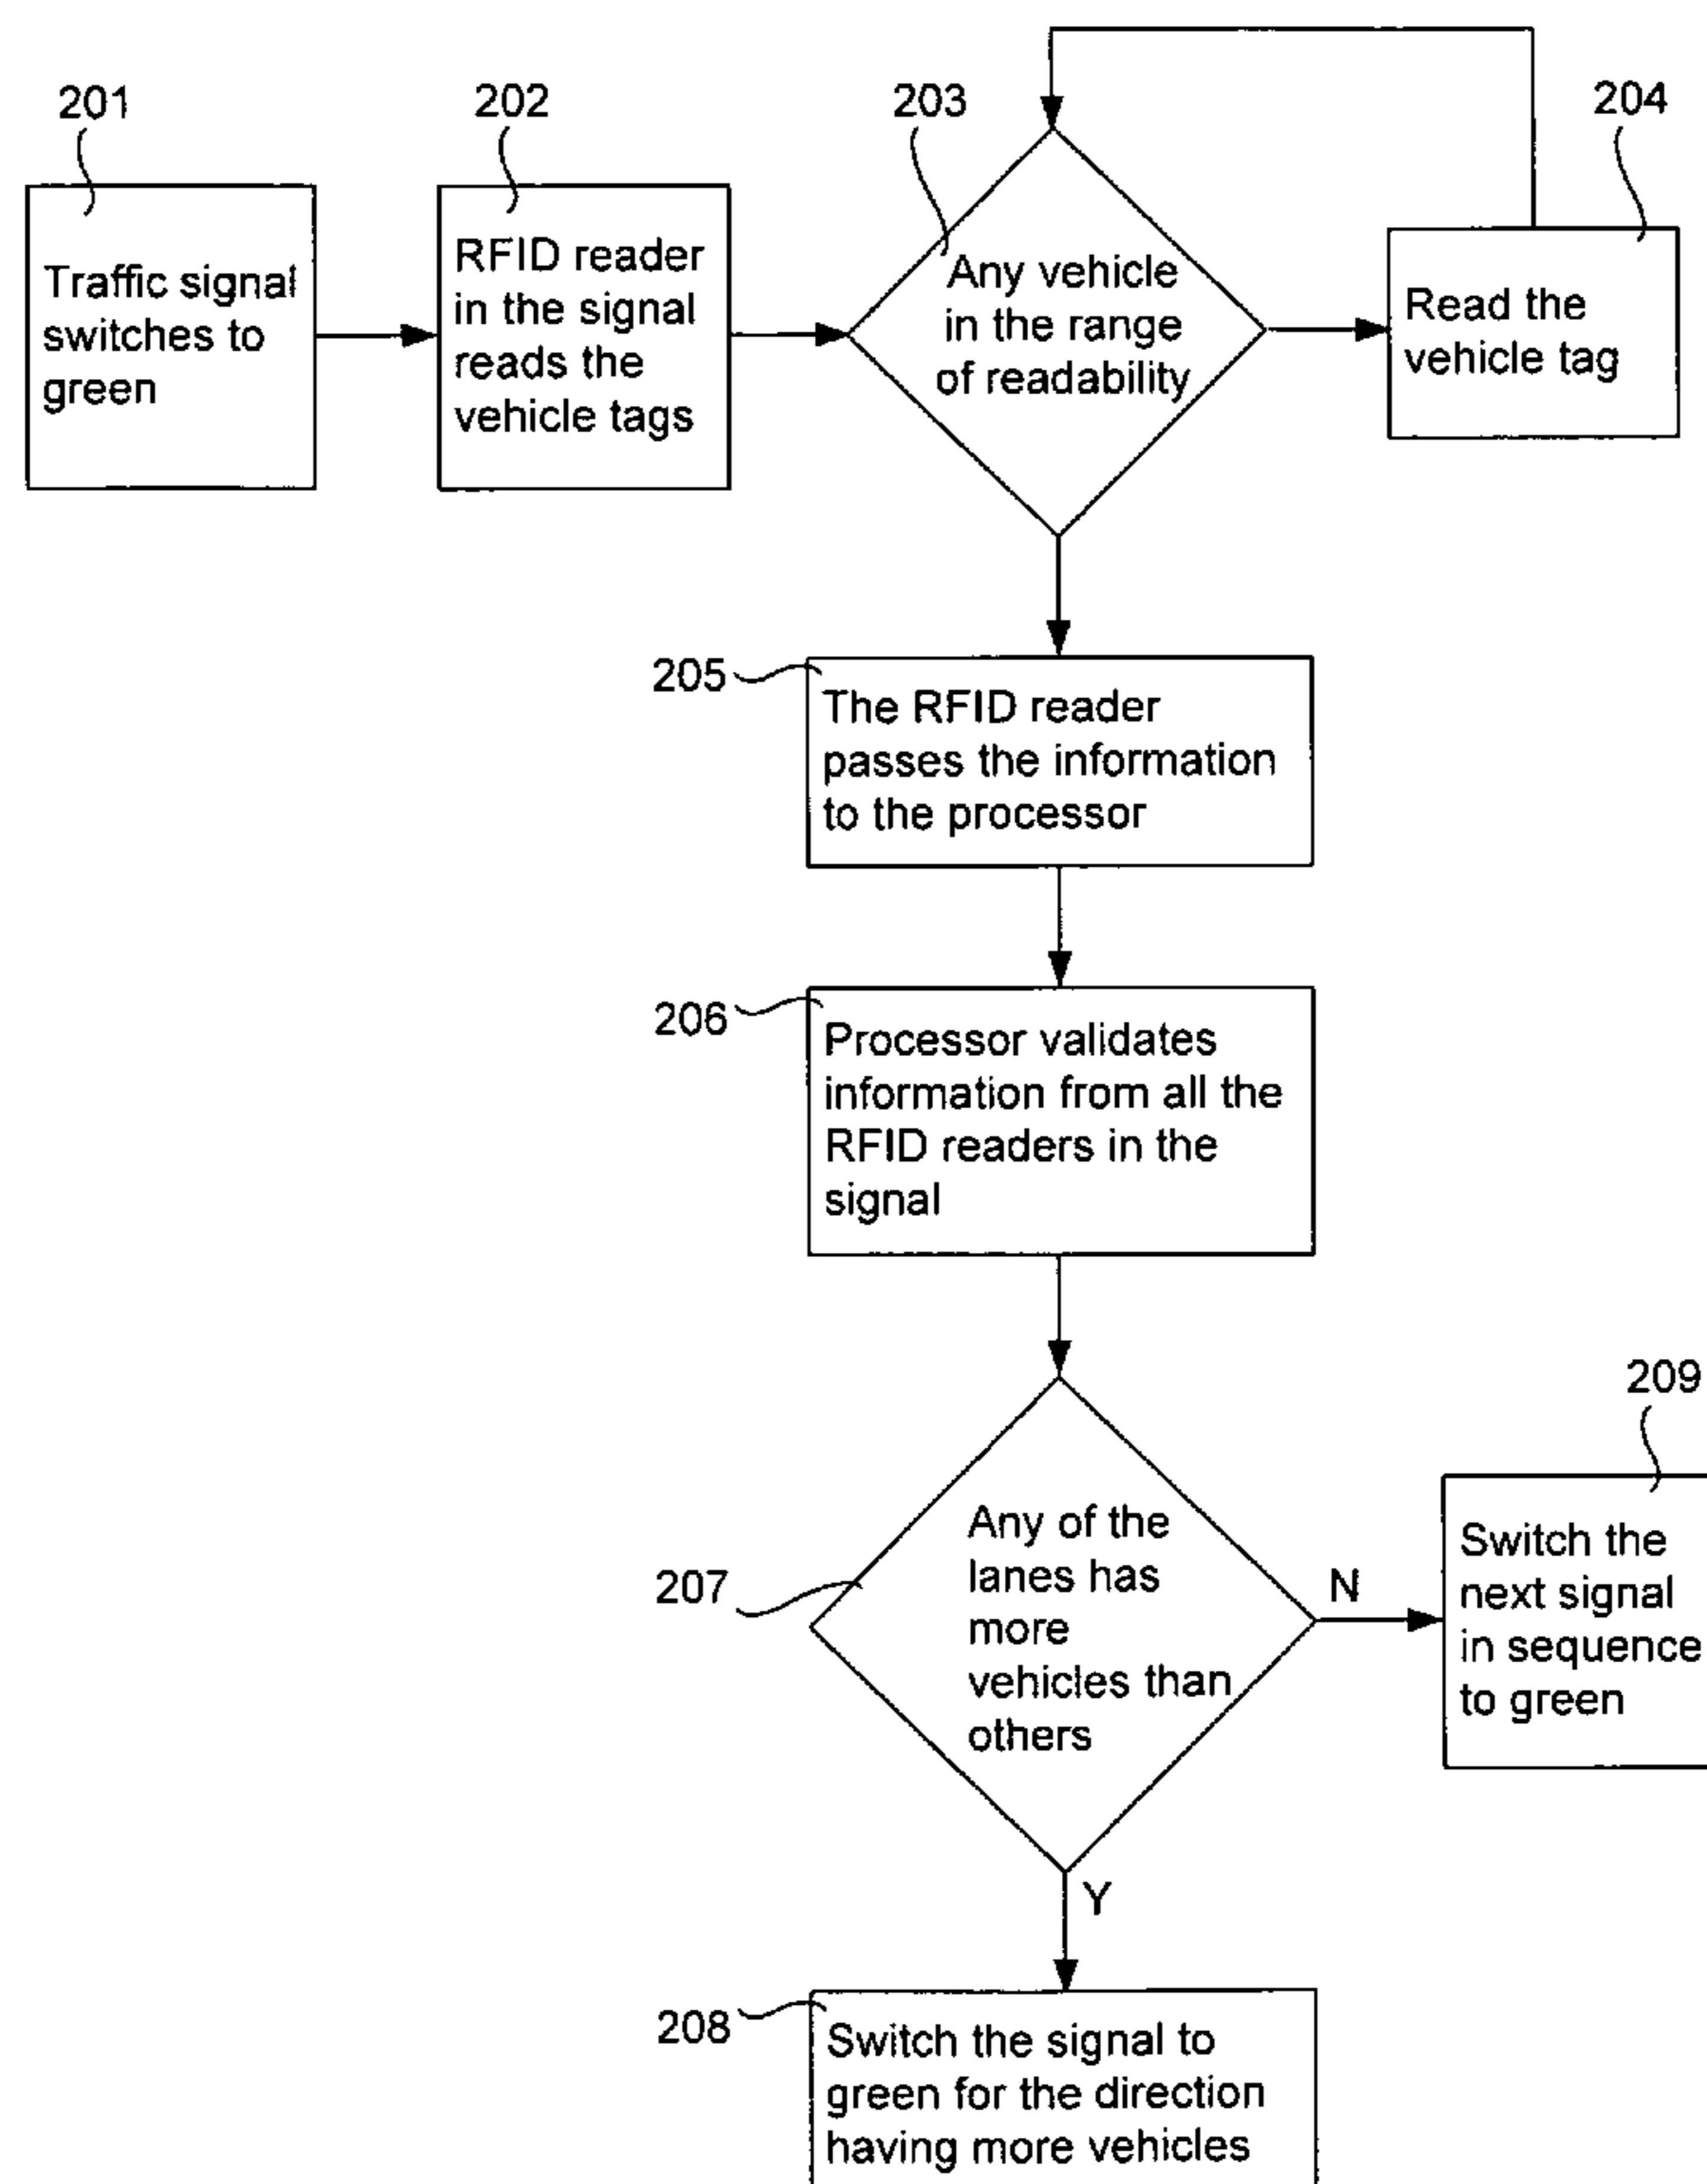 201
Traffic signal
switches to
green
202
RFID reader
in the signal
reads the
vehicle tags
203
Any vehicle
in the range
of readability
204
Read the
vehicle tag
205
The RFID reader
passes the information
to the processor
206
Processor validates
information from all the
RFID readers in the
signal
207
Any of the
lanes has
more
vehicles than
others
N
209
Switch the
next signal
in sequence
to green
Y
208
Switch the signal to
green for the direction
having more vehicles